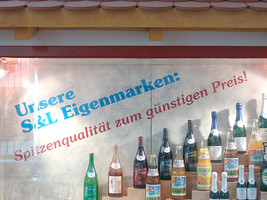 Unsere
S&L Eigenmarken:
Spitzenqualität zum günstigen Preis!